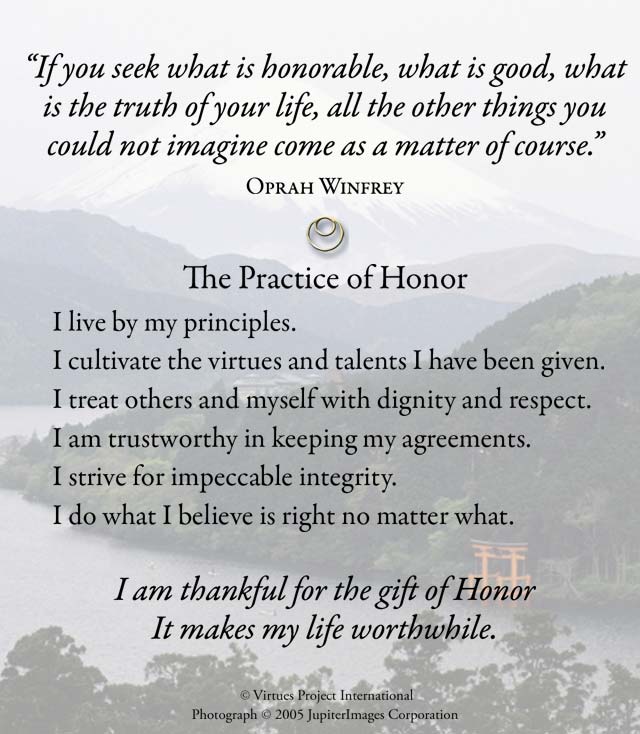 “If you seek what is honorable, what is good, what
is the truth of your life, all the other things you
could not imagine come as a matter of course.”
Oprah Winfrey
The Practice of Honor
I live by my principles.
I cultivate the virtues and talents I have been given.
I treat others and myself with dignity and respect.
I am trustworthy in keeping my agreements.
I strive for impeccable integrity.
I do what I believe is right no matter what.
I am thankful for the gift of Honor
It makes my life worthwhile.
© Virtues Project International
Photograph © 2005 JupiterImages Corporation